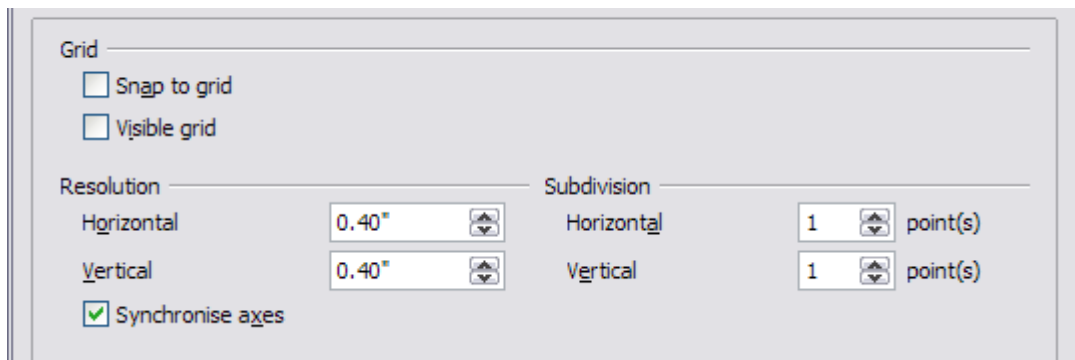 Grid
Snap to grid
Visible grid
Resolution Subdivision
Horizontal 0.40" Horizontal 1 point(s)
Vertical 0.40" Vertical 1 point(s)
Synchronise axes